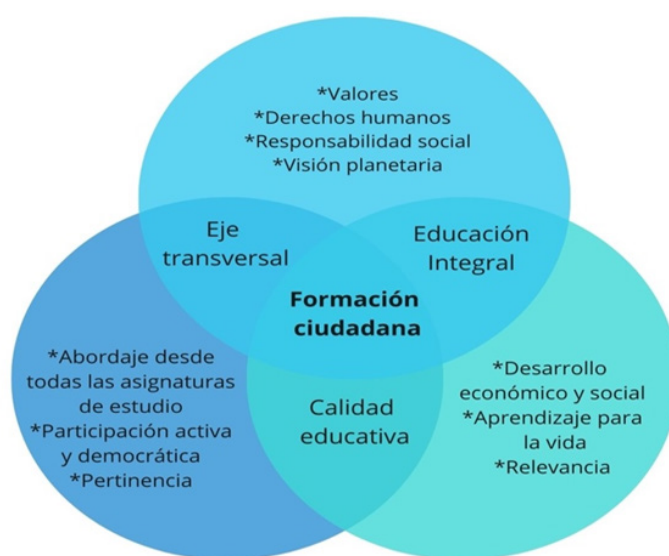 *Valores
*Derechos humanos
*Responsabilidad social
*Visión planetaria
Eje
transversal
Educación
Integral
Formación
ciudadana
*Abordaje desde
todas las asignaturas
de estudio
*Participación activa
y democrática
*Pertinencia
Calidad
educativa
*Desarrollo
económico y social
*Aprendizaje para
la vida
*Relevancia